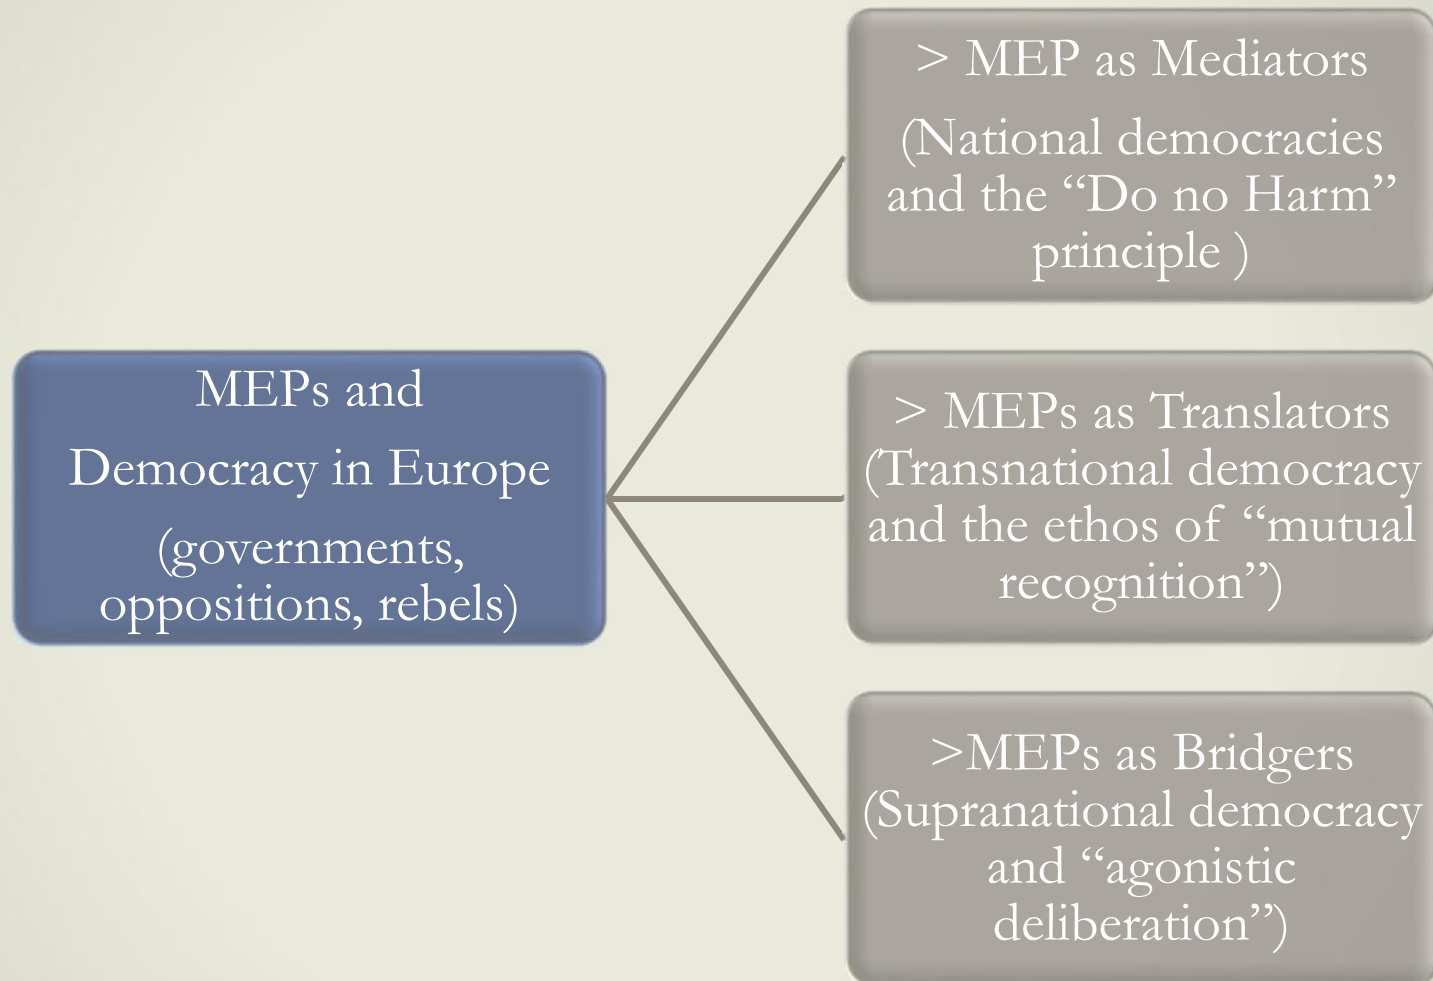 MEPs and
Democracy in Europe
(governments,
oppositions, rebels)
> MEP as Mediators
(National democracies
and the “Do no Harm”
principle )
> MEPs as Translators
(Transnational democracy
and the ethos of “mutual
recognition”)
>MEPs as Bridgers
(Supranational democracy
and “agonistic
deliberation”)